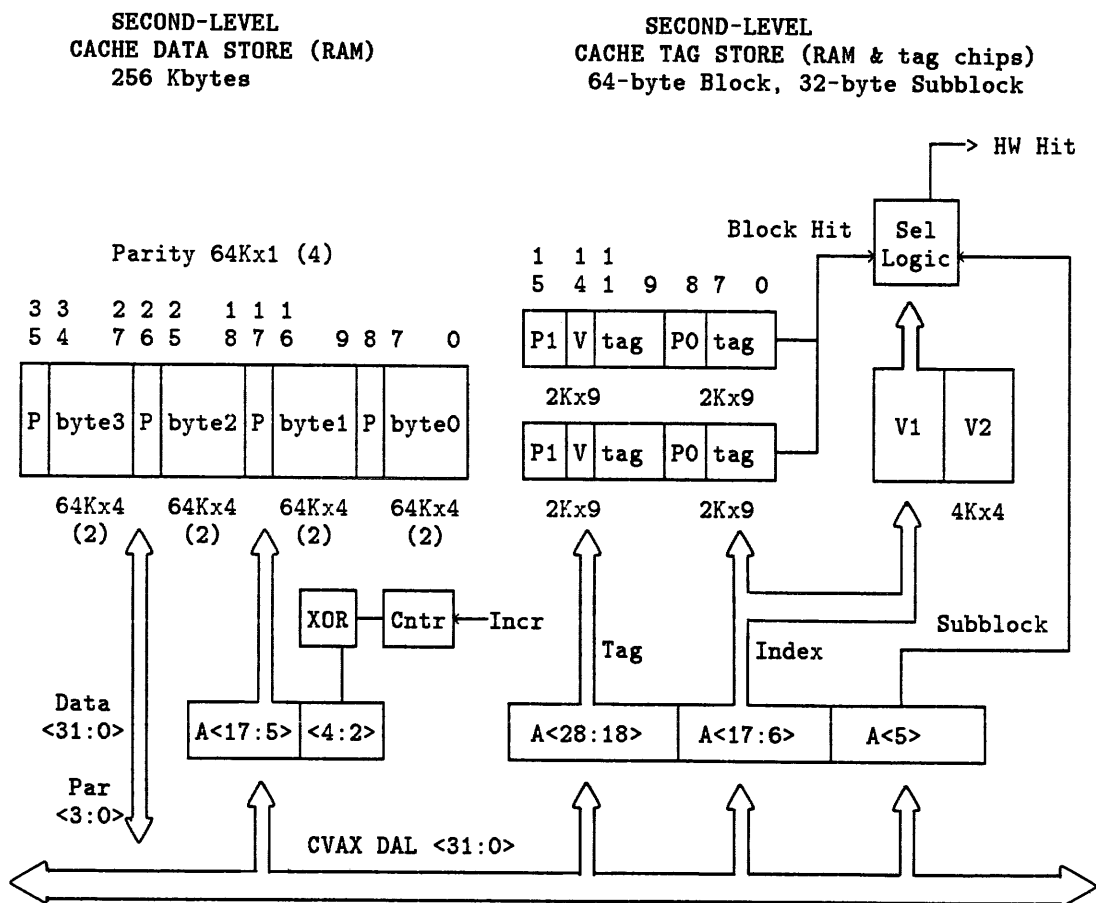 SECOND-LEVEL
CACHE DATA STORE (RAM)
256 Kbytes
SECOND-LEVEL
CACHE TAG STORE (RAM & tag chips)
64-byte Block, 32-byte Subblock
-> HW Hit
Block Hit
Sel
Logic
Parity 64Kx1 (4)
3 3 2 2 2 1 1 1
5 4 7 6 5 8 7 6 9 8 7 0
P byte3 P byte2 P byte1 P byte0
64Kx4 64Kx4 64Kx4 64Kx4
(2) (2) (2) (2)
1 1 1
5 4 1 9 8 7 0
P1 V tag P0 tag
2Kx9 2Kx9
P1 V tag P0 tag
2Kx9 2Kx9
V1 V2
4Kx4
XOR Cntr Incr
Tag
Index
Subblock
Data
<31:0>
A<17:5> <4:2>
A<28:18> A<17:6> A<5>
Par
<3:0>
CVAX DAL <31:0>